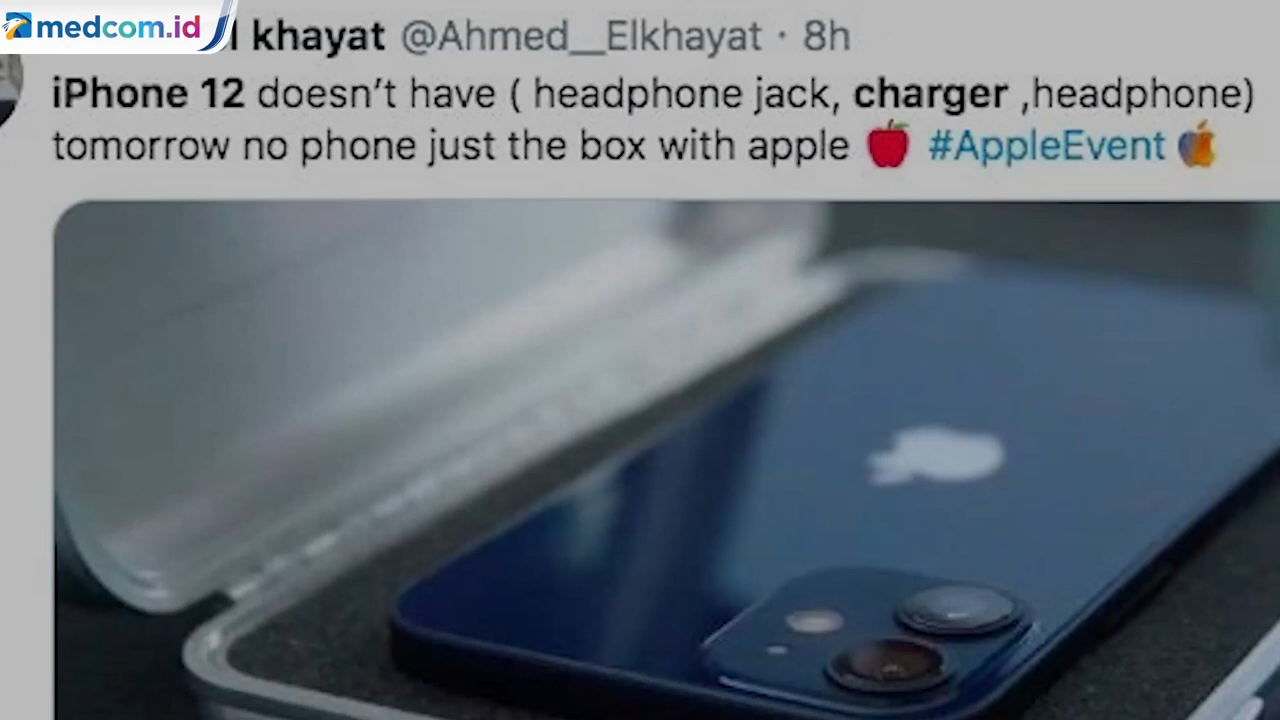 medcom.id
l khayat @Ahmed__Elkhayat · 8h
iPhone 12 doesn’t have ( headphone jack, charger ,headphone)
tomorrow no phone just the box with apple 🍎 #AppleEvent